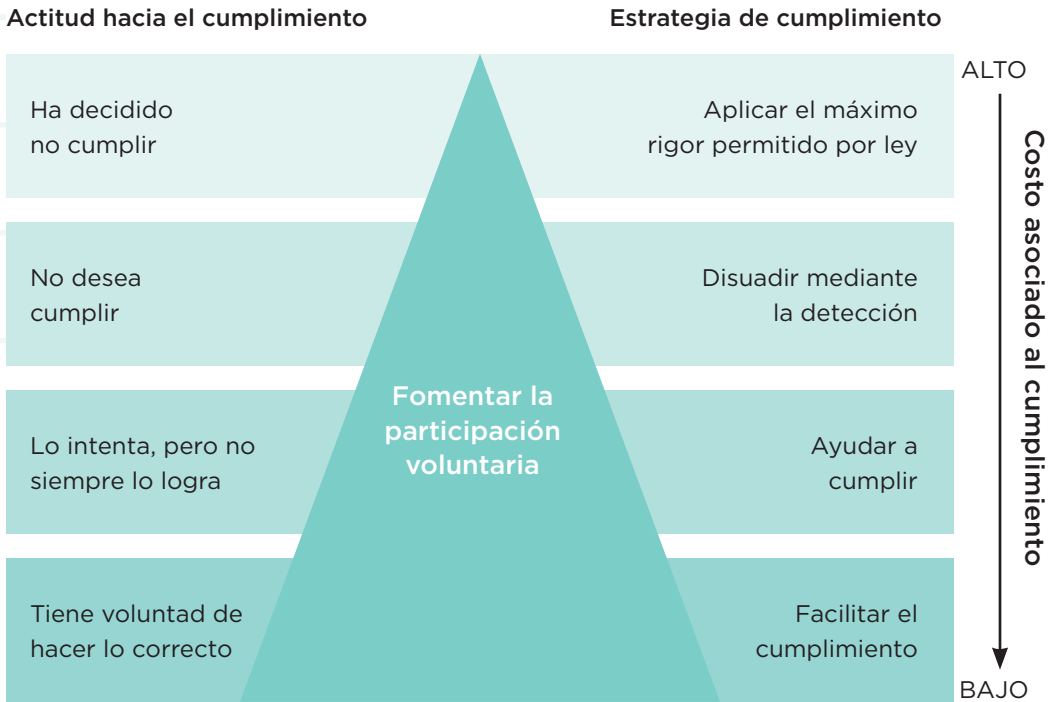 Actitud hacia el cumplimiento
Estrategia de cumplimiento
ALTO
Ha decidido
no cumplir
Aplicar el máximo
rigor permitido por ley
No desea
cumplir
Disuadir mediante
la detección
Fomentar la
participación
voluntaria
Lo intenta, pero no
siempre lo logra
Ayudar a
cumplir
Tiene voluntad de
hacer lo correcto
Facilitar el
cumplimiento
Costo asociado al cumplimiento
BAJO